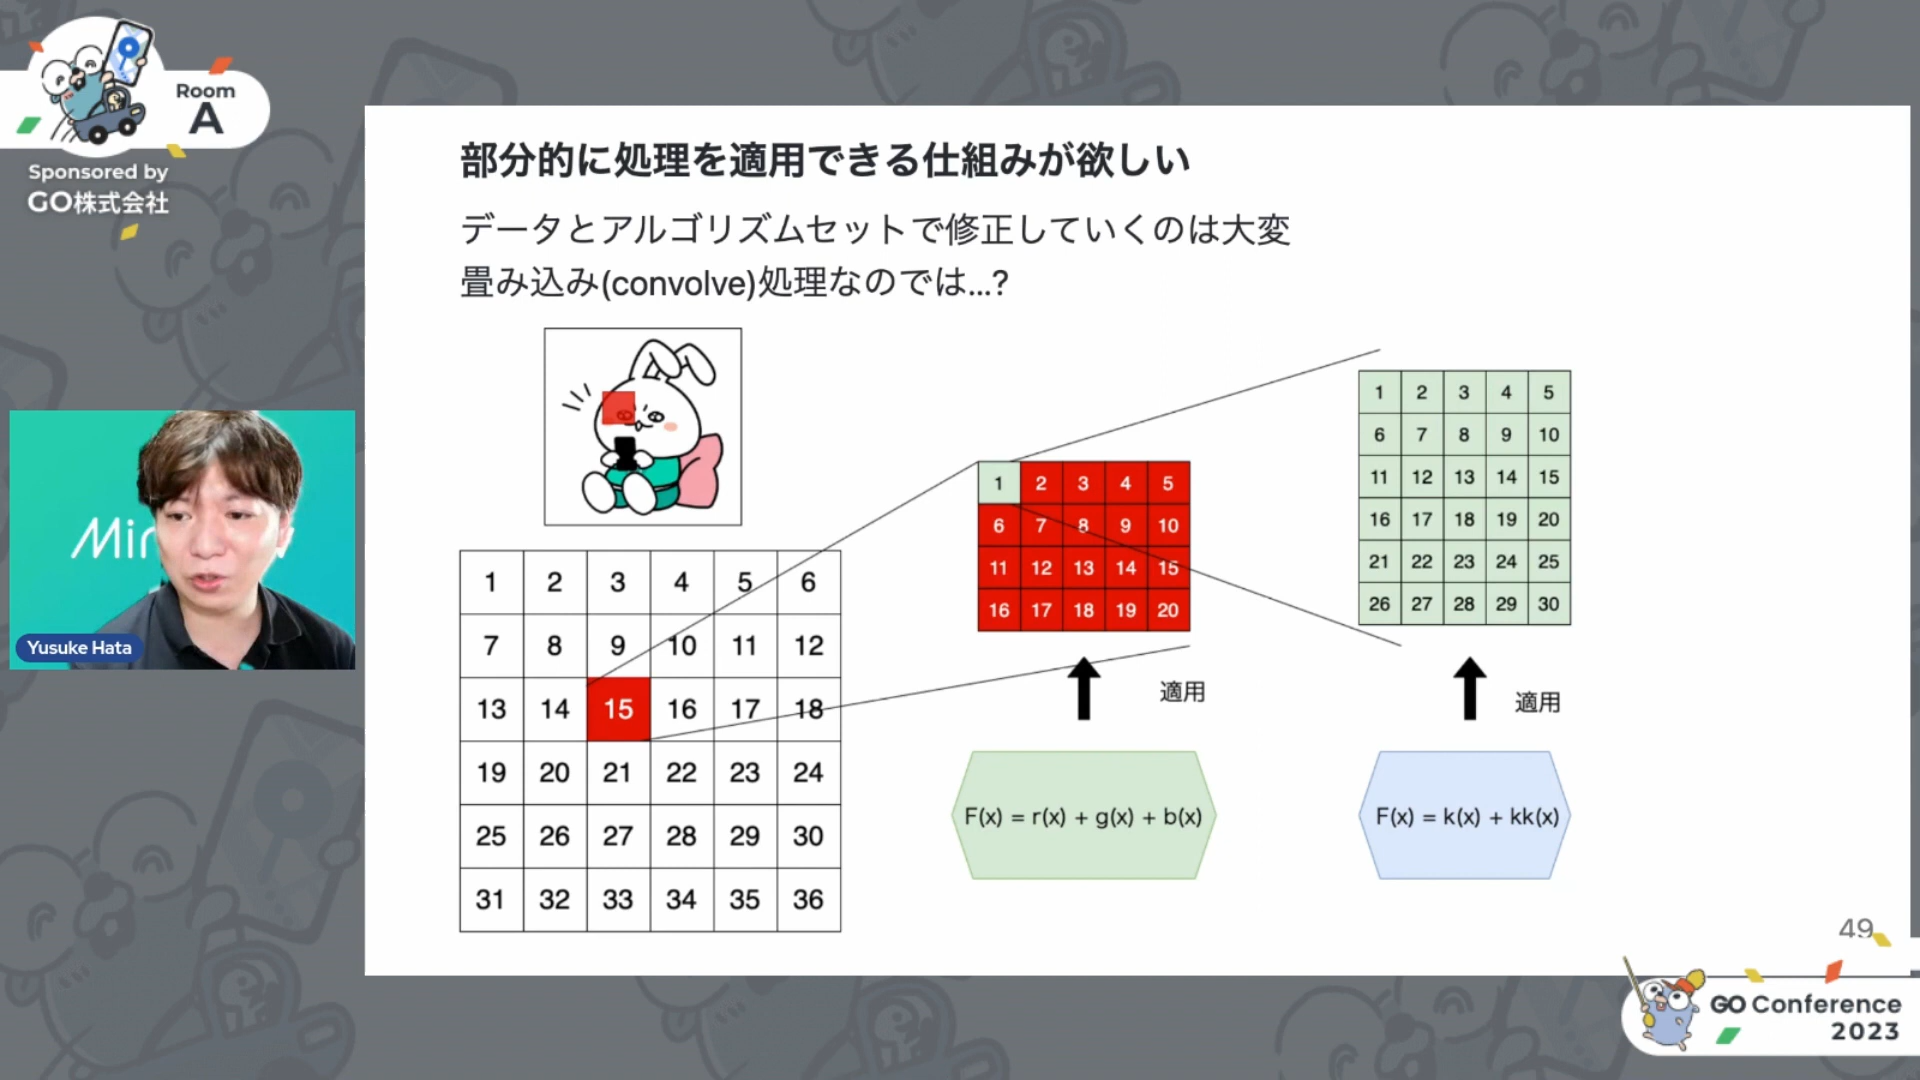 Room
A
Sponsored by
GO株式会社
部分的に処理を適用できる仕組みが欲しい
データとアルゴリズムセットで修正していくのは大変
畳み込み(convolve)処理なのでは...?
1 2 3 4 5 6
7 8 9 10 11 12
13 14 15 16 17 18
19 20 21 22 23 24
25 26 27 28 29 30
31 32 33 34 35 36
1 2 3 4 5
6 7 8 9 10
11 12 13 14 15
16 17 18 19 20
適用
F(x) = r(x) + g(x) + b(x)
1 2 3 4 5
6 7 8 9 10
11 12 13 14 15
16 17 18 19 20
21 22 23 24 25
26 27 28 29 30
適用
F(x) = k(x) + kk(x)
Yusuke Hata
49
GO Conference
2023